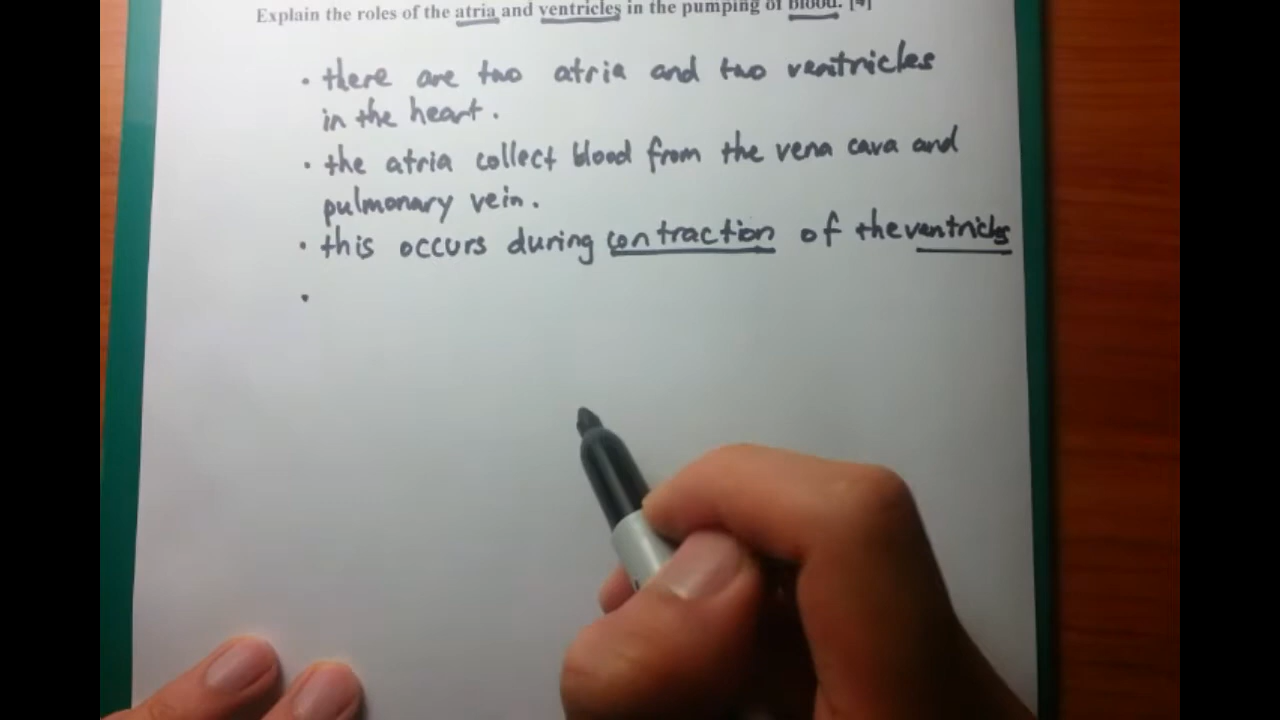 Explain the roles of the atria and ventricles in the pumping of blood. [4]
• there are two atria and two ventricles
in the heart.
• the atria collect blood from the vena cava and
pulmonary vein.
• this occurs during contraction of the ventricles
•